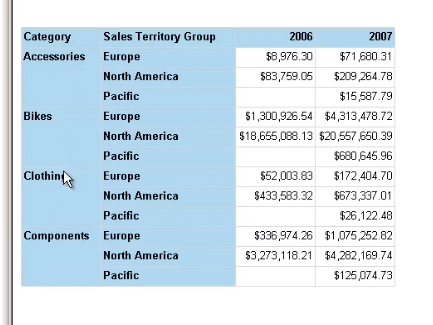 Category Sales Territory Group 2006 2007
Accessories Europe $8,976.30 $71,680.31
North America $83,759.05 $209,264.78
Pacific $15,587.79
Bikes Europe $1,300,926.54 $4,313,478.72
North America $18,655,088.13 $20,557,650.39
Pacific $680,645.96
Clothing Europe $52,003.83 $172,404.70
North America $433,583.32 $673,337.01
Pacific $26,122.48
Components Europe $336,974.26 $1,075,252.82
North America $3,273,118.21 $4,282,169.74
Pacific $125,074.73